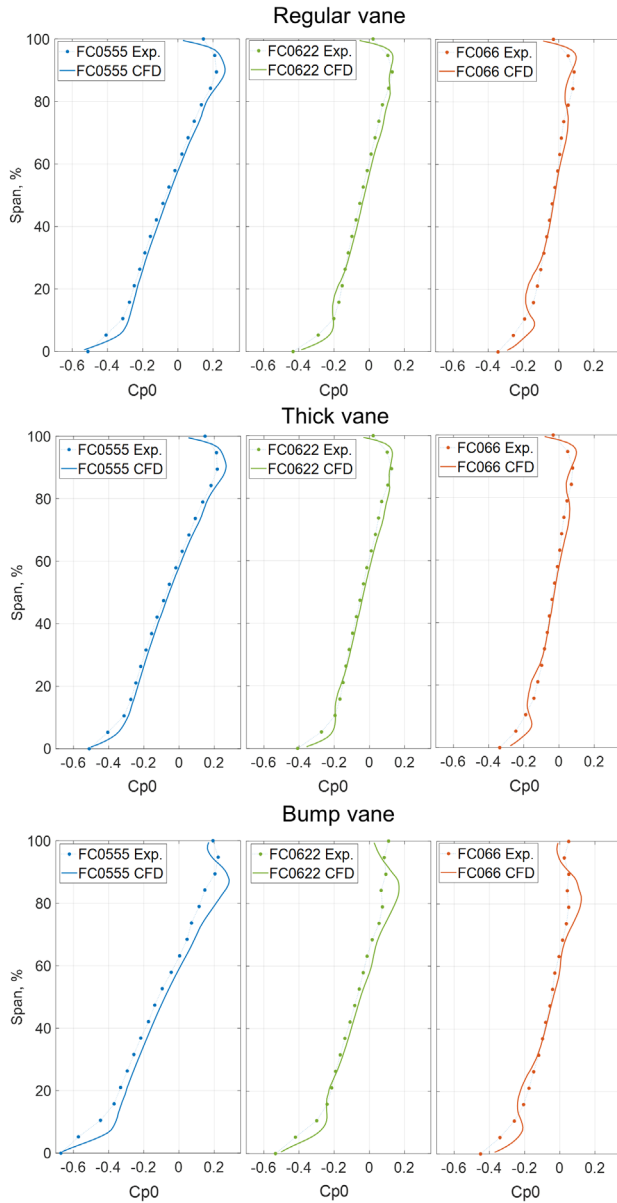 Regular vane
FC0555 Exp.
FC0555 CFD
FC0622 Exp.
FC0622 CFD
FC066 Exp.
FC066 CFD
100
80
60
40
20
0
Span, %
-0.6 -0.4 -0.2 0 0.2
-0.6 -0.4 -0.2 0 0.2
-0.6 -0.4 -0.2 0 0.2
Cp0 Cp0 Cp0
Thick vane
FC0555 Exp.
FC0555 CFD
FC0622 Exp.
FC0622 CFD
FC066 Exp.
FC066 CFD
100
80
60
40
20
0
Span, %
-0.6 -0.4 -0.2 0 0.2
-0.6 -0.4 -0.2 0 0.2
-0.6 -0.4 -0.2 0 0.2
Cp0 Cp0 Cp0
Bump vane
FC0555 Exp.
FC0555 CFD
FC0622 Exp.
FC0622 CFD
FC066 Exp.
FC066 CFD
100
80
60
40
20
0
Span, %
-0.6 -0.4 -0.2 0 0.2
-0.6 -0.4 -0.2 0 0.2
-0.6 -0.4 -0.2 0 0.2
Cp0 Cp0 Cp0